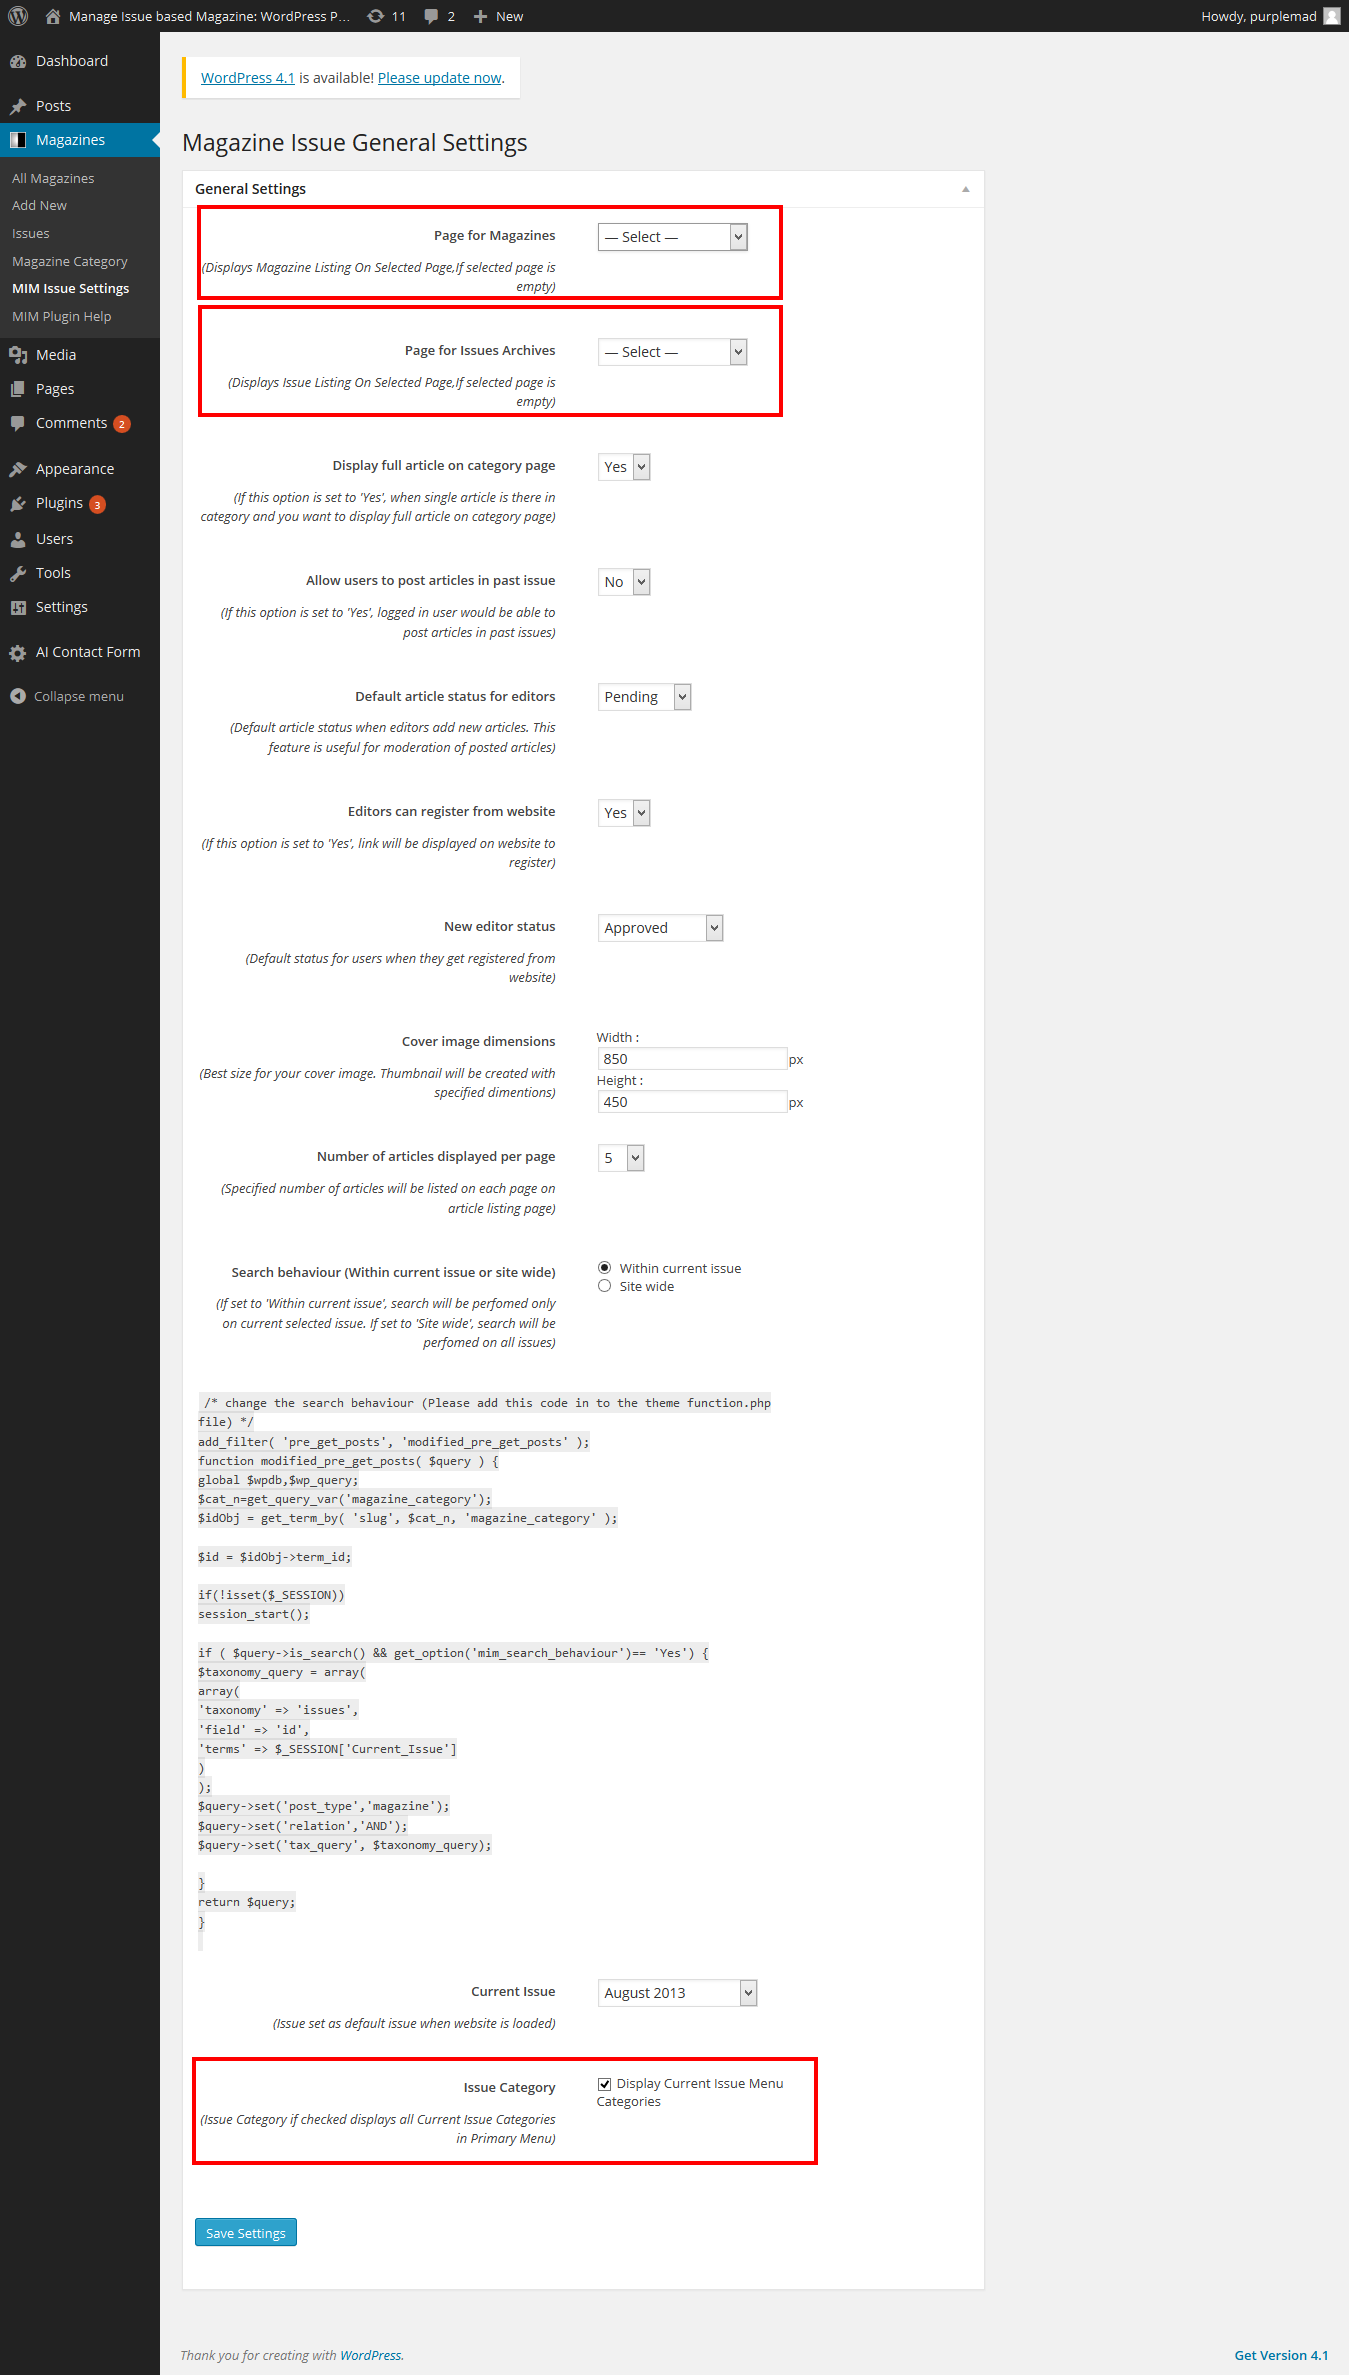 Manage Issue based Magazine: WordPress P... 11 2 New Howdy, purplemad
Dashboard
Posts
Magazines
All Magazines
Add New
Issues
Magazine Category
MIM Issue Settings
MIM Plugin Help
Media
Pages
Comments 2
Appearance
Plugins 3
Users
Tools
Settings
AI Contact Form
Collapse menu
WordPress 4.1 is available! Please update now.
Magazine Issue General Settings
General Settings
Page for Magazines — Select —
(Displays Magazine Listing On Selected Page,If selected page is
empty)
Page for Issues Archives — Select —
(Displays Issue Listing On Selected Page,If selected page is
empty)
Display full article on category page Yes
(If this option is set to 'Yes', when single article is there in
category and you want to display full article on category page)
Allow users to post articles in past issue No
(If this option is set to 'Yes', logged in user would be able to
post articles in past issues)
Default article status for editors Pending
(Default article status when editors add new articles. This
feature is useful for moderation of posted articles)
Editors can register from website Yes
(If this option is set to 'Yes', link will be displayed on website to
register)
New editor status Approved
(Default status for users when they get registered from
website)
Cover image dimensions
(Best size for your cover image. Thumbnail will be created with
specified dimentions)
Width :
850 px
Height :
450 px
Number of articles displayed per page 5
(Specified number of articles will be listed on each page on
article listing page)
Search behaviour (Within current issue or site wide)
(If set to 'Within current issue', search will be perfomed only
on current selected issue. If set to 'Site wide', search will be
perfomed on all issues)
Within current issue
Site wide
/* change the search behaviour (Please add this code in to the theme function.php
file) */
add_filter( 'pre_get_posts', 'modified_pre_get_posts' );
function modified_pre_get_posts( $query ) {
global $wpdb,$wp_query;
$cat_n=get_query_var('magazine_category');
$idObj = get_term_by( 'slug', $cat_n, 'magazine_category' );
$id = $idObj->term_id;
if(!isset($_SESSION))
session_start();
if ( $query->is_search() && get_option('mim_search_behaviour')== 'Yes') {
$taxonomy_query = array(
array(
'taxonomy' => 'issues',
'field' => 'id',
'terms' => $_SESSION['Current_Issue']
)
);
$query->set('post_type','magazine');
$query->set('relation','AND');
$query->set('tax_query', $taxonomy_query);
}
return $query;
}
Current Issue August 2013
(Issue set as default issue when website is loaded)
Issue Category
(Issue Category if checked displays all Current Issue Categories
in Primary Menu)
Display Current Issue Menu
Categories
Save Settings
Thank you for creating with WordPress. Get Version 4.1